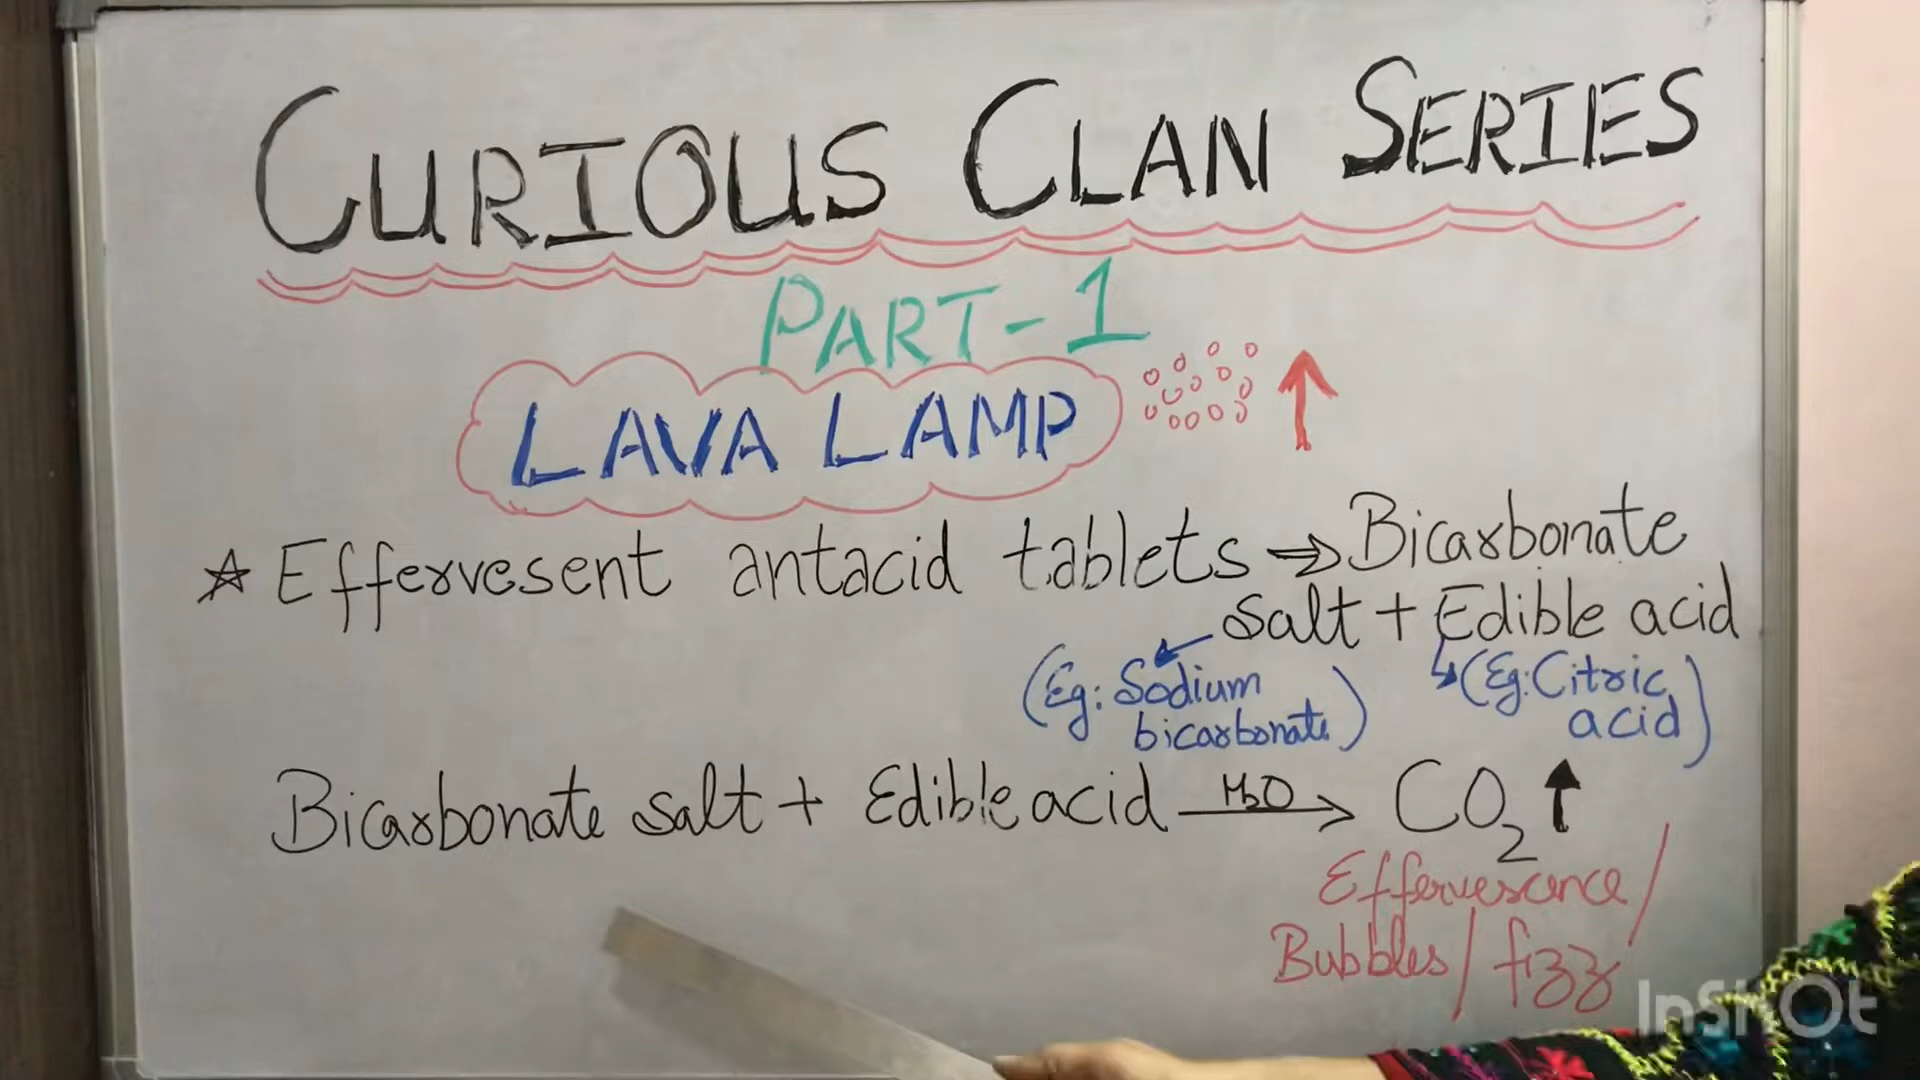 CURIOUS CLAN SERIES
PART-1
LAVA LAMP
☆ Effervesent antacid tablets ⇒ Bicarbonate
salt + Edible acid
(Eg: Sodium bicarbonate)
(Eg: Citric acid)
Bicarbonate salt + Edible acid H2O → CO2 ↑
Effervescence /
Bubbles / fizz
InShOt